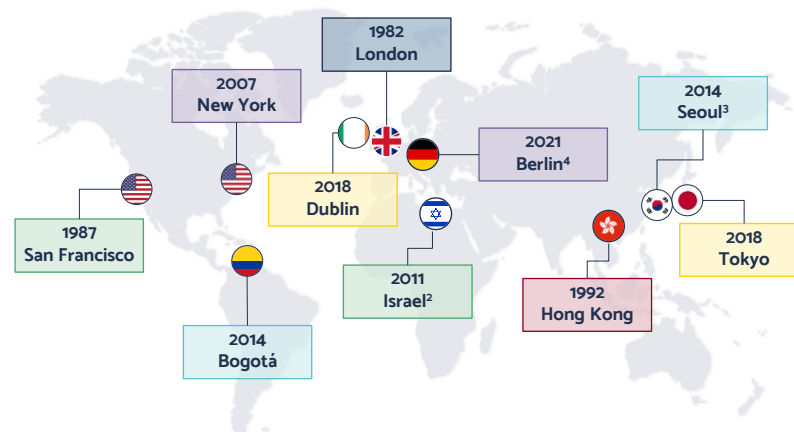 1982
London
2007
New York
2014
Seoul³
2021
Berlin⁴
2018
Dublin
1987
San Francisco
2018
Tokyo
2011
Israel²
1992
Hong Kong
2014
Bogotá